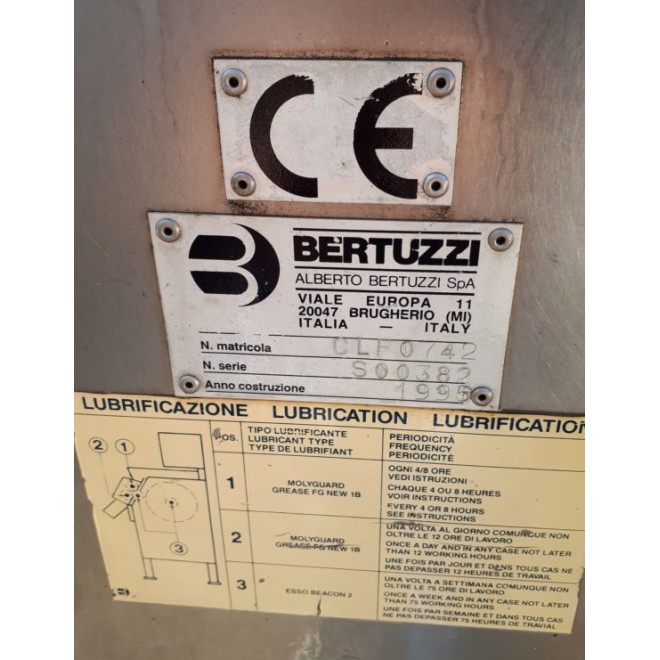 CE
BERTUZZI
ALBERTO BERTUZZI SpA
VIALE EUROPA 11
20047 BRUGHERIO (MI)
ITALIA — ITALY
N. matricola CLF0742
N. serie S00382
Anno costruzione 1995
LUBRIFICAZIONE LUBRICATION LUBRIFICATION
POS.
TIPO LUBRIFICANTE
LUBRICANT TYPE
TYPE DE LUBRIFIANT
PERIODICITÀ
FREQUENCY
PERIODICITÉ
2 1
3
1
MOLYGUARD
GREASE FG NEW 1B
OGNI 4/8 ORE
VEDI ISTRUZIONI
CHAQUE 4 OU 8 HEURES
VOIR INSTRUCTIONS
EVERY 4 OR 8 HOURS
SEE INSTRUCTIONS
2
MOLYGUARD
GREASE FG NEW 1B
UNA VOLTA AL GIORNO COMUNQUE NON
OLTRE LE 12 ORE DI LAVORO
ONCE A DAY AND IN ANY CASE NOT LATER
THAN 12 WORKING HOURS
UNE FOIS PAR JOUR ET DANS TOUS CAS NE
PAS DEPASSER 12 HEURES DE TRAVAIL
3
ESSO BEACON 2
UNA VOLTA A SETTIMANA COMUNQUE NON
OLTRE LE 75 ORE DI LAVORO
ONCE A WEEK AND IN ANY CASE NOT LATER
THAN 75 WORKING HOURS
UNE FOIS PAR SEMAINE ET DANS TOUS CAS
NE PAS DEPASSER 75 HEURES DE TRAVIAL